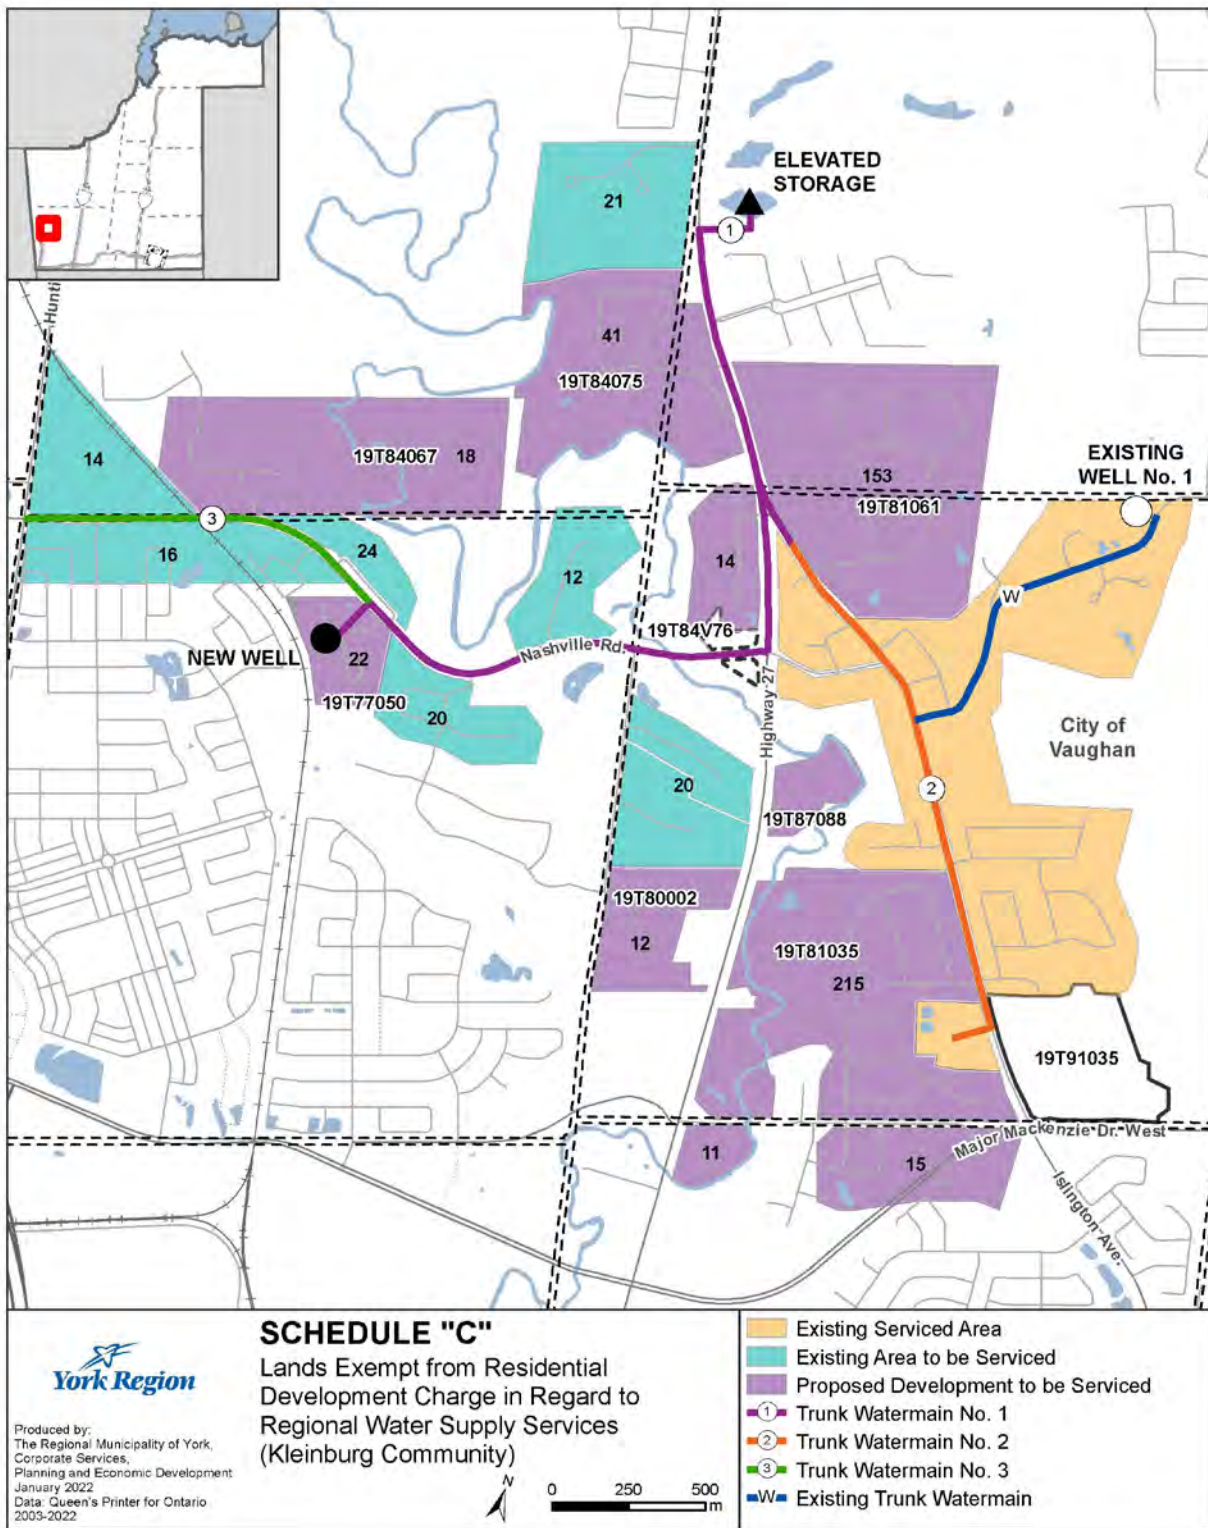 ELEVATED
STORAGE
21
1
Hunti
41
19T84075
14
19T84067 18
153
19T81061
EXISTING
WELL No. 1
3
16
24
12
14
W
19T84V76
NEW WELL
22
Nashville Rd.
19T77050
20
Highway 27
City of
Vaughan
20
2
19T87088
19T80002
12
19T81035
215
19T91035
11
15
Major Mackenzie Dr. West
Islington Ave.
York Region
Produced by:
The Regional Municipality of York,
Corporate Services,
Planning and Economic Development
January 2022
Data: Queen's Printer for Ontario
2003-2022
SCHEDULE "C"
Lands Exempt from Residential
Development Charge in Regard to
Regional Water Supply Services
(Kleinburg Community)
N
0 250 500
m
Existing Serviced Area
Existing Area to be Serviced
Proposed Development to be Serviced
1 Trunk Watermain No. 1
2 Trunk Watermain No. 2
3 Trunk Watermain No. 3
W Existing Trunk Watermain